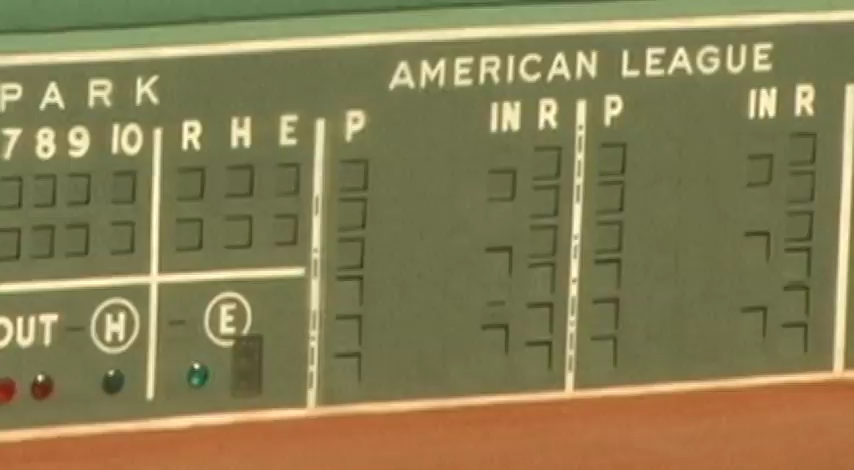 PARK
AMERICAN LEAGUE
7 8 9 10 R H E P IN R P IN R
OUT - H - E